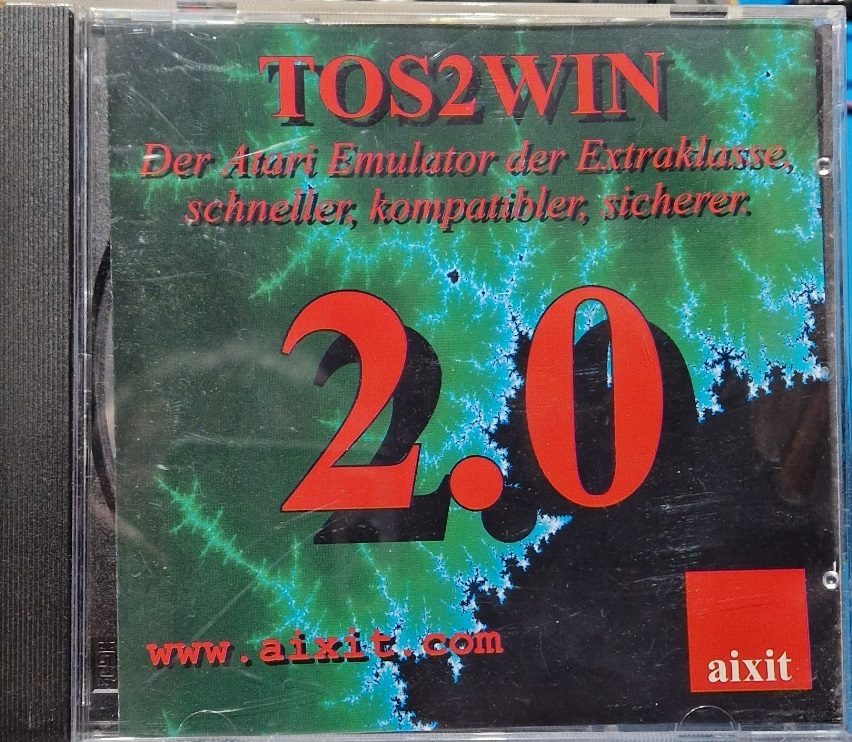 TOS2WIN
Der Atari Emulator der Extraklasse,
schneller, kompatibler, sicherer.
2.0
www.aixit.com
aixit